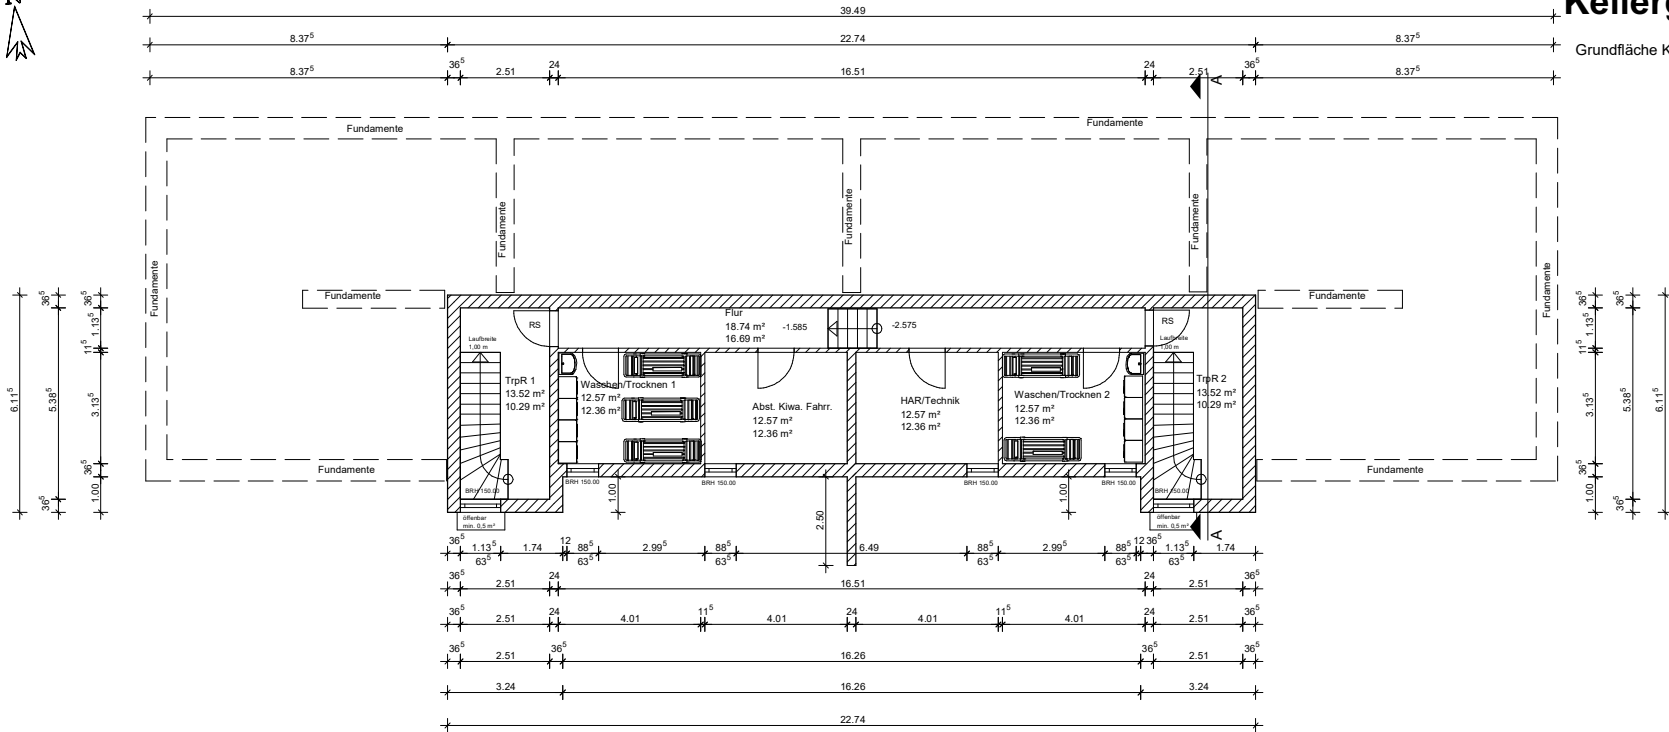 N
39.49
Kellerg
8.37⁵ 22.74 8.37⁵
Grundfläche K
8.37⁵ 36⁵ 2.51 24 16.51 24 2.51 36⁵ 8.37⁵
A
Fundamente Fundamente
Fundamente Fundamente Fundamente
Fundamente Fundamente
Fundamente Fundamente
Fundamente Fundamente
36⁵ 1.13⁵ 11⁵ 3.13⁵ 36⁵ 1.00
36⁵ 5.38⁵ 36⁵
6.11⁵
RS
Laufbreite
1,00 m
TrpR 1
13.52 m²
10.29 m²
Flur
18.74 m²
16.69 m²
-1.585
-2.575
RS
Laufbreite
1,00 m
TrpR 2
13.52 m²
10.29 m²
Waschen/Trocknen 1
12.57 m²
12.36 m²
Abst. Kiwa. Fahrr.
12.57 m²
12.36 m²
HAR/Technik
12.57 m²
12.36 m²
Waschen/Trocknen 2
12.57 m²
12.36 m²
36⁵ 1.13⁵ 11⁵ 3.13⁵ 36⁵ 1.00
36⁵ 5.38⁵ 36⁵
6.11⁵
BRH 150.00 BRH 150.00 BRH 150.00 BRH 150.00
BRH 150.00 BRH 150.00
1.00 2.50 1.00
öffenbar
min. 0,5 m²
öffenbar
min. 0,5 m²
A
36⁵ 1.13⁵ 1.74 12 88⁵ 2.99⁵ 88⁵ 6.49 88⁵ 2.99⁵ 88⁵ 12 36⁵ 1.13⁵ 1.74
63⁵ 63⁵ 63⁵ 63⁵ 63⁵ 63⁵
36⁵ 2.51 24 16.51 24 2.51 36⁵
36⁵ 2.51 24 4.01 11⁵ 4.01 24 4.01 11⁵ 4.01 24 2.51 36⁵
36⁵ 2.51 36⁵ 16.26 36⁵ 2.51 36⁵
3.24 16.26 3.24
22.74